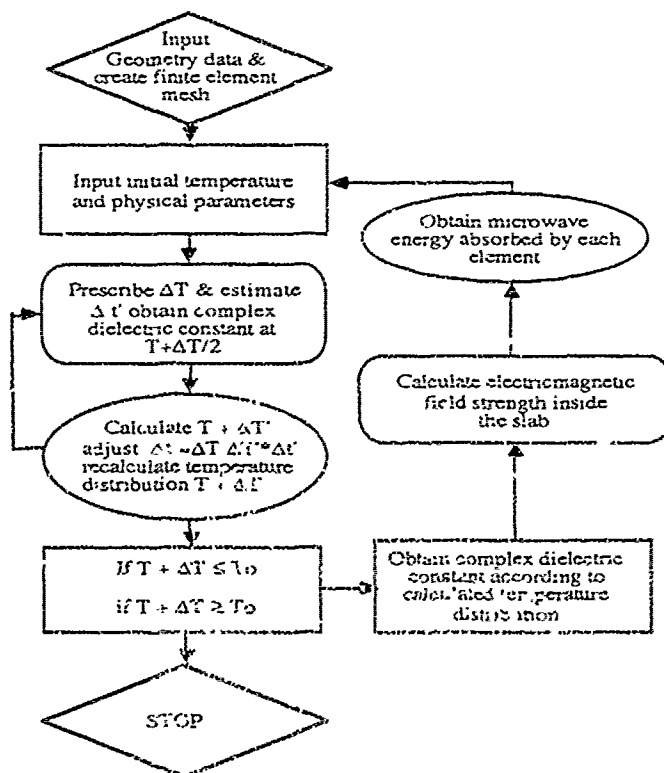 Input
Geometry data &
create finite element
mesh
Input initial temperature
and physical parameters
Prescribe ΔT & estimate
Δt' obtain complex
dielectric constant at
T+ΔT/2
Calculate T + ΔT'
adjust
recalculate temperature
distribution T +
If T + ΔT ≤ To
if T + ΔT ≥ To
STOP
Obtain microwave
energy absorbed by each
element
Calculate electricmagnetic
field strength inside
the slab
Obtain complex dielectric
constant according to
calculated temperature
distribution